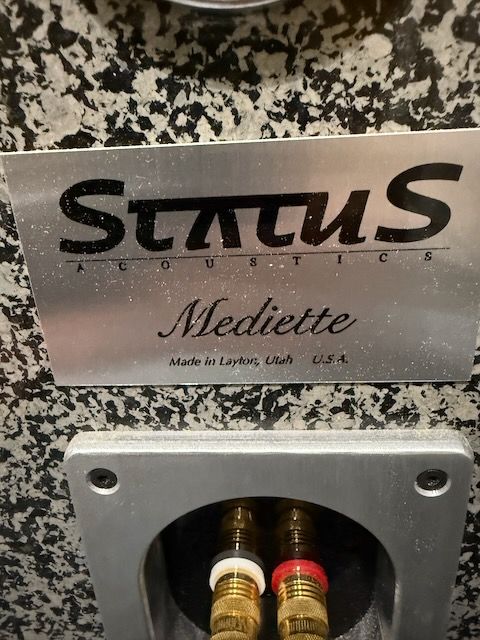 Status
ACOUSTICS
Mediette
Made in Layton, Utah U.S.A.